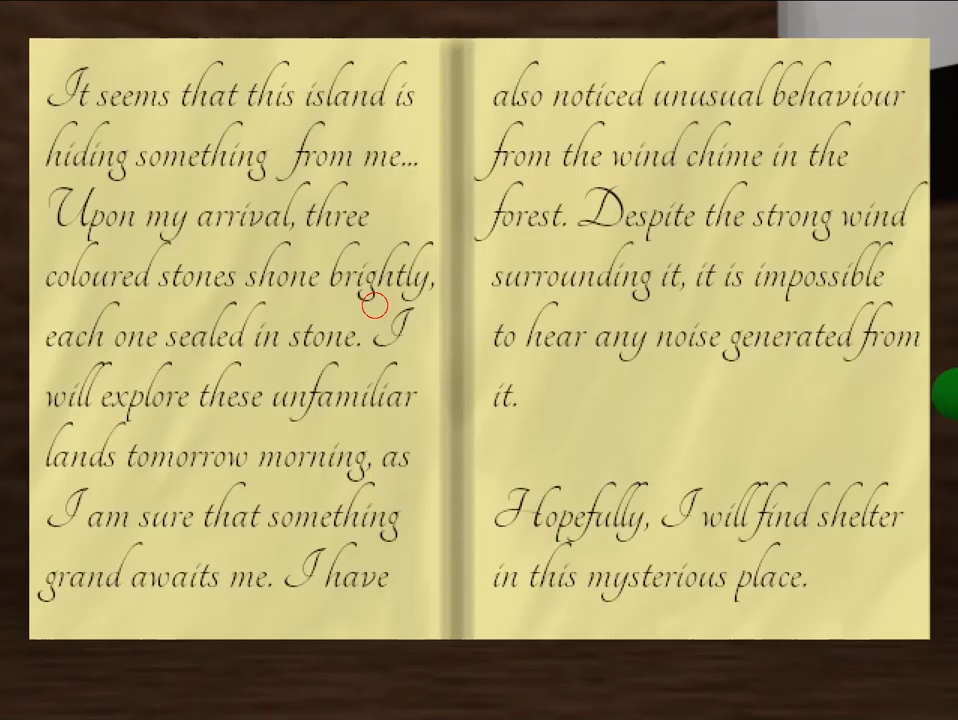 It seems that this island is
hiding something from me...
Upon my arrival, three
coloured stones shone brightly,
each one sealed in stone. I
will explore these unfamiliar
lands tomorrow morning, as
I am sure that something
grand awaits me. I have
also noticed unusual behaviour
from the wind chime in the
forest. Despite the strong wind
surrounding it, it is impossible
to hear any noise generated from
it.
Hopefully, I will find shelter
in this mysterious place.